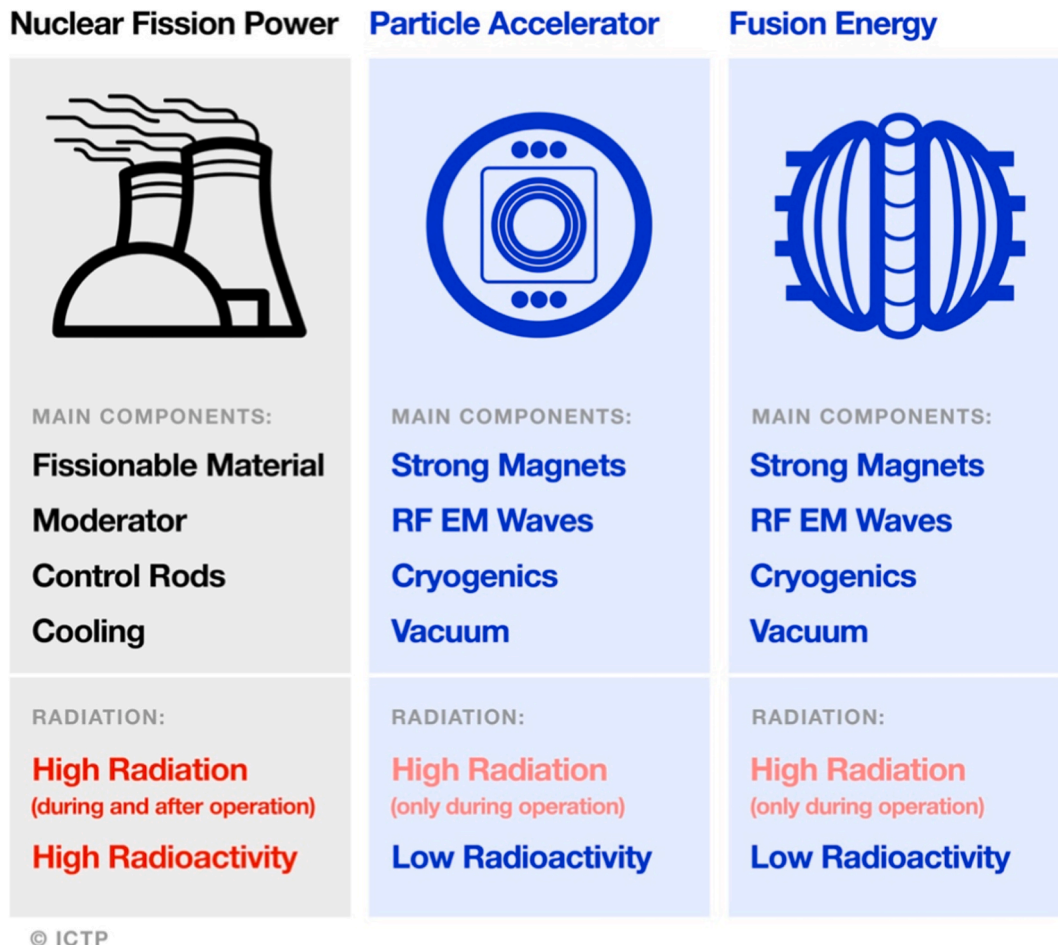 Nuclear Fission Power
MAIN COMPONENTS:
Fissionable Material
Moderator
Control Rods
Cooling
RADIATION:
High Radiation
(during and after operation)
High Radioactivity
Particle Accelerator
MAIN COMPONENTS:
Strong Magnets
RF EM Waves
Cryogenics
Vacuum
RADIATION:
High Radiation
(only during operation)
Low Radioactivity
Fusion Energy
MAIN COMPONENTS:
Strong Magnets
RF EM Waves
Cryogenics
Vacuum
RADIATION:
High Radiation
(only during operation)
Low Radioactivity
© ICTP